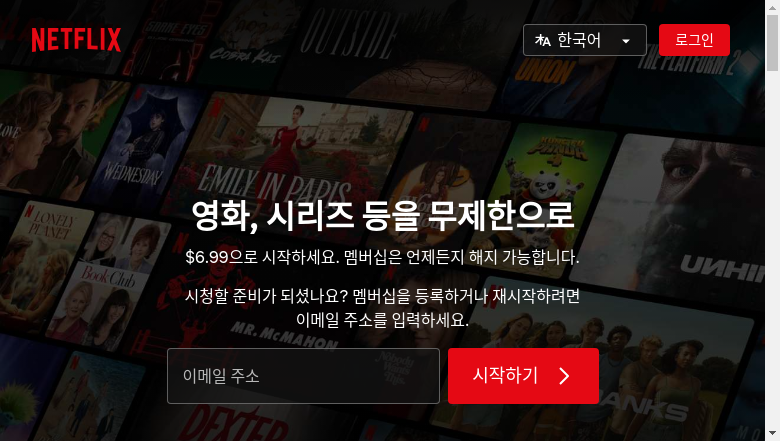 NETFLIX
한국어
로그인
OUTSIDE
COBRA KAI
UNION
THE PLATFORM 2
LOVE
WEDNESDAY
EMILY IN PARIS
영화, 시리즈 등을 무제한으로
$6.99으로 시작하세요. 멤버십은 언제든지 해지 가능합니다.
LONELY
PLANET
Book Club
UNHIN
시청할 준비가 되셨나요? 멤버십을 등록하거나 재시작하려면
이메일 주소를 입력하세요.
MR. McMAHON
이메일 주소
시작하기
DEXTER
BANKS